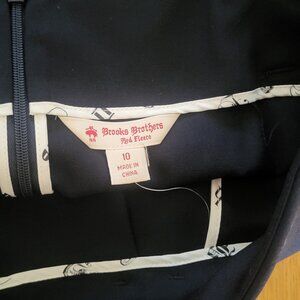 Brooks Brothers
Red Fleece
10
MADE IN
CHINA